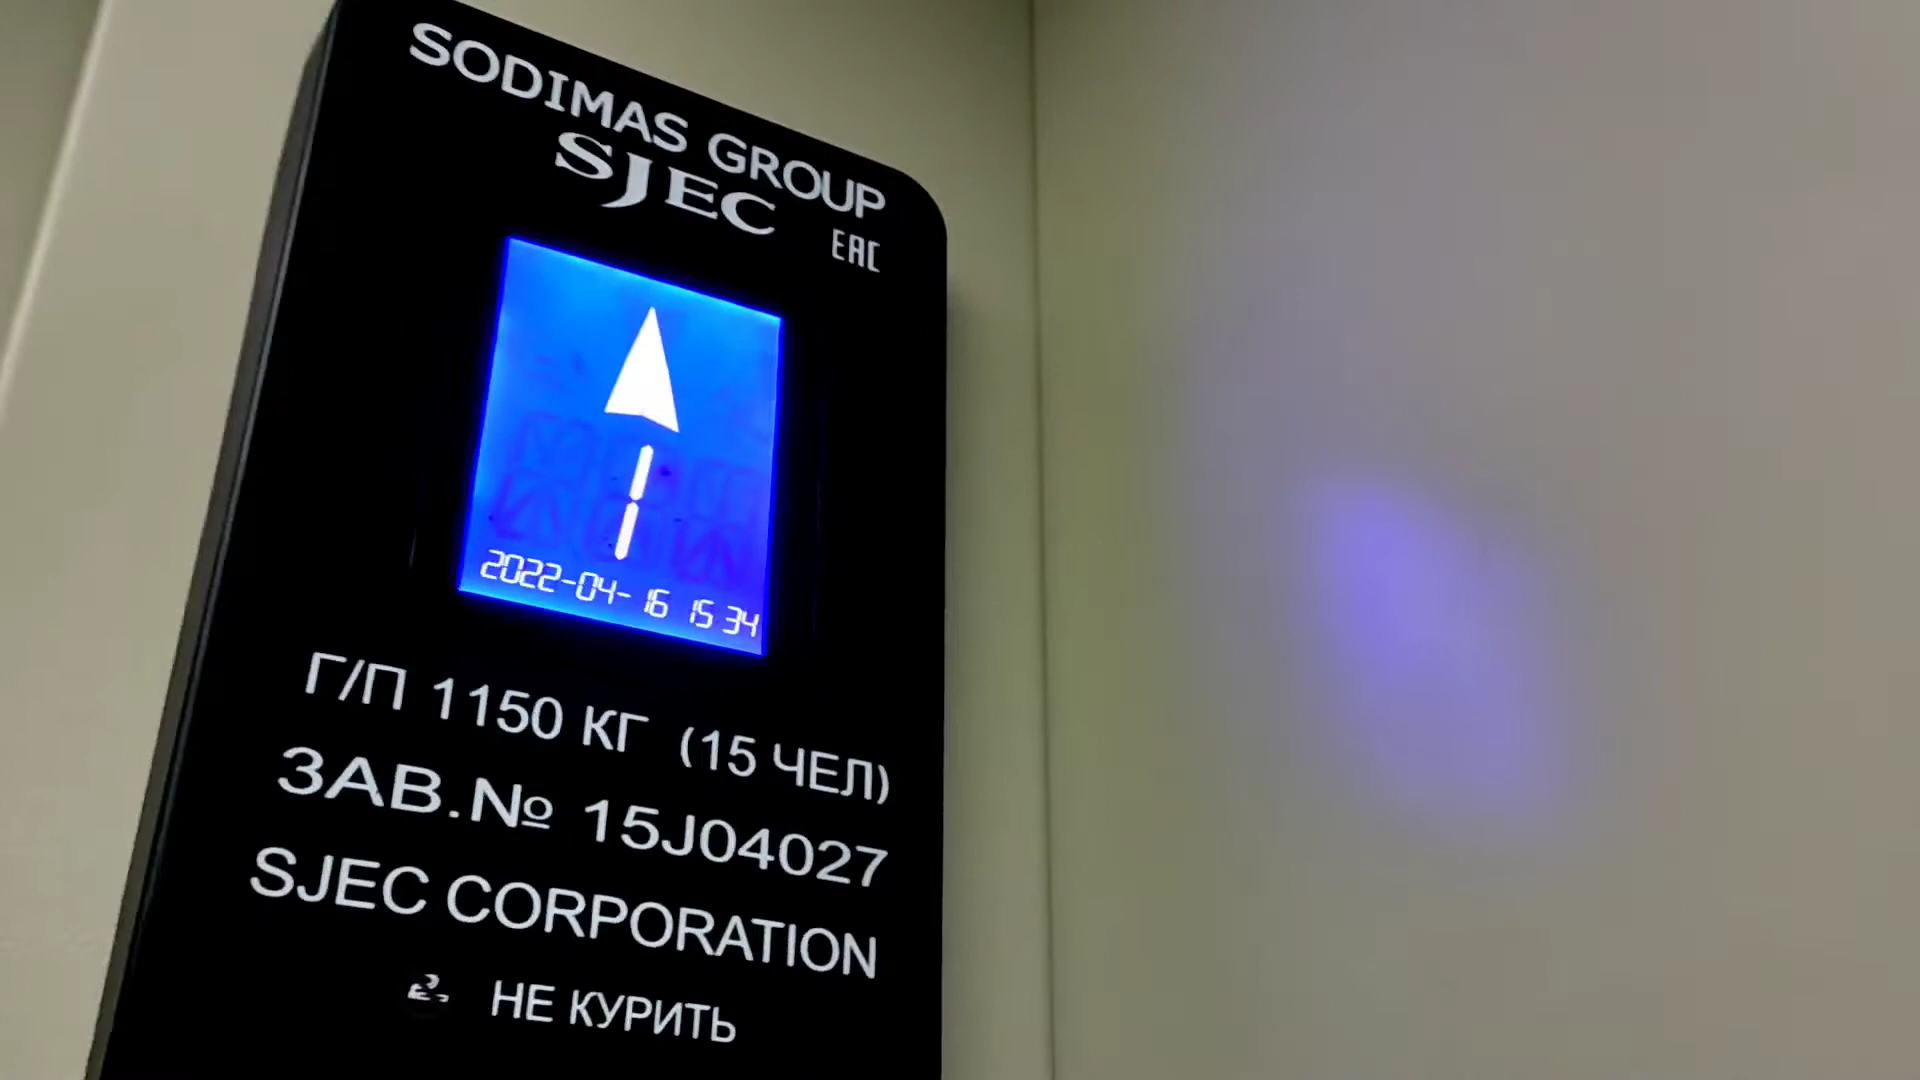 SODIMAS GROUP
SJEC
EAC
1
2022-04-16 15 34
Г/П 1150 КГ (15 ЧЕЛ)
ЗАВ.№ 15J04027
SJEC CORPORATION
НЕ КУРИТЬ